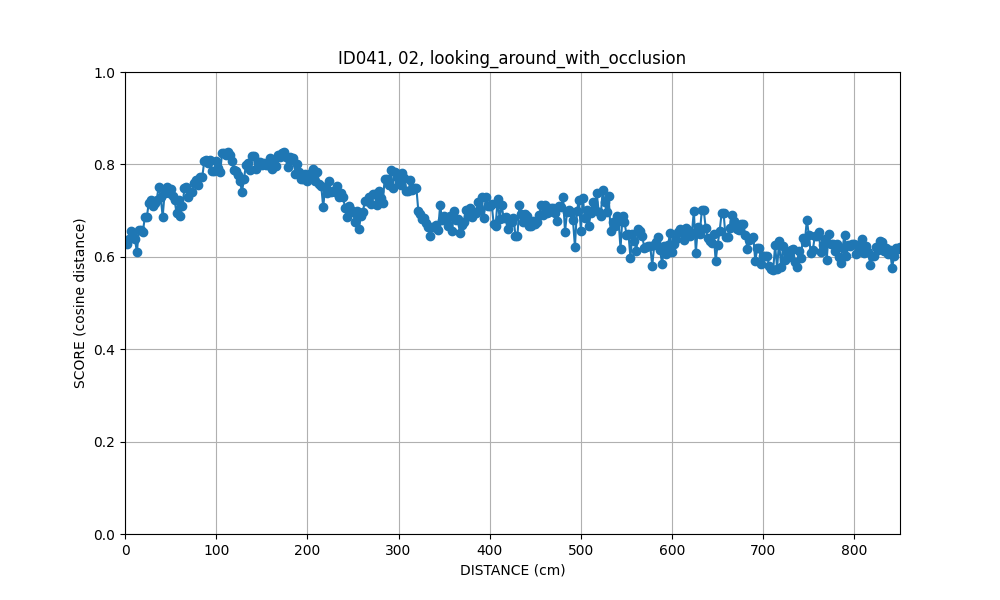 ID041, 02, looking_around_with_occlusion
1.0
0.8
0.6
0.4
0.2
0.0
SCORE (cosine distance)
0 100 200 300 400 500 600 700 800
DISTANCE (cm)